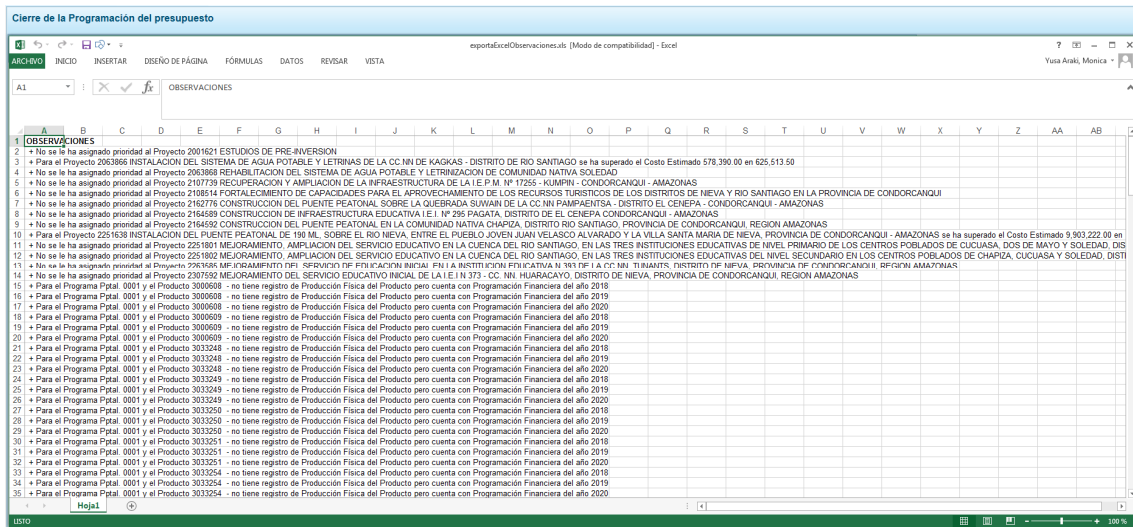 Cierre de la Programación del presupuesto
exportaExcelObservaciones.xls [Modo de compatibilidad] - Excel
ARCHIVO INICIO INSERTAR DISEÑO DE PÁGINA FÓRMULAS DATOS REVISAR VISTA Yusa Araki, Monica
A1 fx OBSERVACIONES
A B C D E F G H I J K L M N O P Q R S T U V W X Y Z AA AB
1 OBSERVACIONES
2 + No se le ha asignado prioridad al Proyecto 2001621 ESTUDIOS DE PRE-INVERSION
3 + Para el Proyecto 2063866 INSTALACION DEL SISTEMA DE AGUA POTABLE Y LETRINAS DE LA CC.NN DE KAGKAS - DISTRITO DE RIO SANTIAGO se ha superado el Costo Estimado 578,390.00 en 625,513.50
4 + No se le ha asignado prioridad al Proyecto 2063868 REHABILITACION DEL SISTEMA DE AGUA POTABLE Y LETRINIZACION DE COMUNIDAD NATIVA SOLEDAD
5 + No se le ha asignado prioridad al Proyecto 2107739 RECUPERACION Y AMPLIACION DE LA INFRAESTRUCTURA DE LA I.E.P.M. Nº 17255 - KUMPIN - CONDORCANQUI - AMAZONAS
6 + No se le ha asignado prioridad al Proyecto 2108514 FORTALECIMIENTO DE CAPACIDADES PARA EL APROVECHAMIENTO DE LOS RECURSOS TURISTICOS DE LOS DISTRITOS DE NIEVA Y RIO SANTIAGO EN LA PROVINCIA DE CONDORCANQUI
7 + No se le ha asignado prioridad al Proyecto 2162776 CONSTRUCCION DEL PUENTE PEATONAL SOBRE LA QUEBRADA SUWAIN DE LA CC.NN PAMPAENTSA - DISTRITO EL CENEPA - CONDORCANQUI - AMAZONAS
8 + No se le ha asignado prioridad al Proyecto 2164589 CONSTRUCCION DE INFRAESTRUCTURA EDUCATIVA I.E.I. Nº 295 PAGATA, DISTRITO DE EL CENEPA CONDORCANQUI - AMAZONAS
9 + No se le ha asignado prioridad al Proyecto 2164592 CONSTRUCCION DEL PUENTE PEATONAL EN LA COMUNIDAD NATIVA CHAPIZA, DISTRITO RIO SANTIAGO, PROVINCIA DE CONDORCANQUI, REGION AMAZONAS
10 + Para el Proyecto 2251638 INSTALACION DEL PUENTE PEATONAL DE 190 ML, SOBRE EL RIO NIEVA, ENTRE EL PUEBLO JOVEN JUAN VELASCO ALVARADO Y LA VILLA SANTA MARIA DE NIEVA, PROVINCIA DE CONDORCANQUI - AMAZONAS se ha superado el Costo Estimado 9,903,222.00 en
11 + No se le ha asignado prioridad al Proyecto 2251801 MEJORAMIENTO, AMPLIACION DEL SERVICIO EDUCATIVO EN LA CUENCA DEL RIO SANTIAGO, EN LAS TRES INSTITUCIONES EDUCATIVAS DE NIVEL PRIMARIO DE LOS CENTROS POBLADOS DE CUCUASA, DOS DE MAYO Y SOLEDAD, DIS
12 + No se le ha asignado prioridad al Proyecto 2251802 MEJORAMIENTO, AMPLIACION DEL SERVICIO EDUCATIVO EN LA CUENCA DEL RIO SANTIAGO, EN LAS TRES INSTITUCIONES EDUCATIVAS DEL NIVEL SECUNDARIO EN LOS CENTROS POBLADOS DE CHAPIZA, CUCUASA Y SOLEDAD, DISTI
13 + No se le ha asignado prioridad al Proyecto 2263585 MEJORAMIENTO DEL SERVICIO DE EDUCACION INICIAL EN LA INSTITUCION EDUCATIVA N 393 DE LA CC.NN. TUNANTS, DISTRITO DE NIEVA, PROVINCIA DE CONDORCANQUI, REGION AMAZONAS
14 + No se le ha asignado prioridad al Proyecto 2307592 MEJORAMIENTO DEL SERVICIO EDUCATIVO INICIAL DE LA I.E.I N 373 - CC. NN. HUARACAYO, DISTRITO DE NIEVA, PROVINCIA DE CONDORCANQUI, REGION AMAZONAS
15 + Para el Programa Pptal. 0001 y el Producto 3000608 - no tiene registro de Producción Física del Producto pero cuenta con Programación Financiera del año 2018
16 + Para el Programa Pptal. 0001 y el Producto 3000608 - no tiene registro de Producción Física del Producto pero cuenta con Programación Financiera del año 2019
17 + Para el Programa Pptal. 0001 y el Producto 3000608 - no tiene registro de Producción Física del Producto pero cuenta con Programación Financiera del año 2020
18 + Para el Programa Pptal. 0001 y el Producto 3000609 - no tiene registro de Producción Física del Producto pero cuenta con Programación Financiera del año 2018
19 + Para el Programa Pptal. 0001 y el Producto 3000609 - no tiene registro de Producción Física del Producto pero cuenta con Programación Financiera del año 2019
20 + Para el Programa Pptal. 0001 y el Producto 3000609 - no tiene registro de Producción Física del Producto pero cuenta con Programación Financiera del año 2020
21 + Para el Programa Pptal. 0001 y el Producto 3033248 - no tiene registro de Producción Física del Producto pero cuenta con Programación Financiera del año 2018
22 + Para el Programa Pptal. 0001 y el Producto 3033248 - no tiene registro de Producción Física del Producto pero cuenta con Programación Financiera del año 2019
23 + Para el Programa Pptal. 0001 y el Producto 3033248 - no tiene registro de Producción Física del Producto pero cuenta con Programación Financiera del año 2020
24 + Para el Programa Pptal. 0001 y el Producto 3033249 - no tiene registro de Producción Física del Producto pero cuenta con Programación Financiera del año 2018
25 + Para el Programa Pptal. 0001 y el Producto 3033249 - no tiene registro de Producción Física del Producto pero cuenta con Programación Financiera del año 2019
26 + Para el Programa Pptal. 0001 y el Producto 3033249 - no tiene registro de Producción Física del Producto pero cuenta con Programación Financiera del año 2020
27 + Para el Programa Pptal. 0001 y el Producto 3033250 - no tiene registro de Producción Física del Producto pero cuenta con Programación Financiera del año 2018
28 + Para el Programa Pptal. 0001 y el Producto 3033250 - no tiene registro de Producción Física del Producto pero cuenta con Programación Financiera del año 2019
29 + Para el Programa Pptal. 0001 y el Producto 3033250 - no tiene registro de Producción Física del Producto pero cuenta con Programación Financiera del año 2020
30 + Para el Programa Pptal. 0001 y el Producto 3033251 - no tiene registro de Producción Física del Producto pero cuenta con Programación Financiera del año 2018
31 + Para el Programa Pptal. 0001 y el Producto 3033251 - no tiene registro de Producción Física del Producto pero cuenta con Programación Financiera del año 2019
32 + Para el Programa Pptal. 0001 y el Producto 3033251 - no tiene registro de Producción Física del Producto pero cuenta con Programación Financiera del año 2020
33 + Para el Programa Pptal. 0001 y el Producto 3033254 - no tiene registro de Producción Física del Producto pero cuenta con Programación Financiera del año 2018
34 + Para el Programa Pptal. 0001 y el Producto 3033254 - no tiene registro de Producción Física del Producto pero cuenta con Programación Financiera del año 2019
35 + Para el Programa Pptal. 0001 y el Producto 3033254 - no tiene registro de Producción Física del Producto pero cuenta con Programación Financiera del año 2020
Hoja1
LISTO 100 %